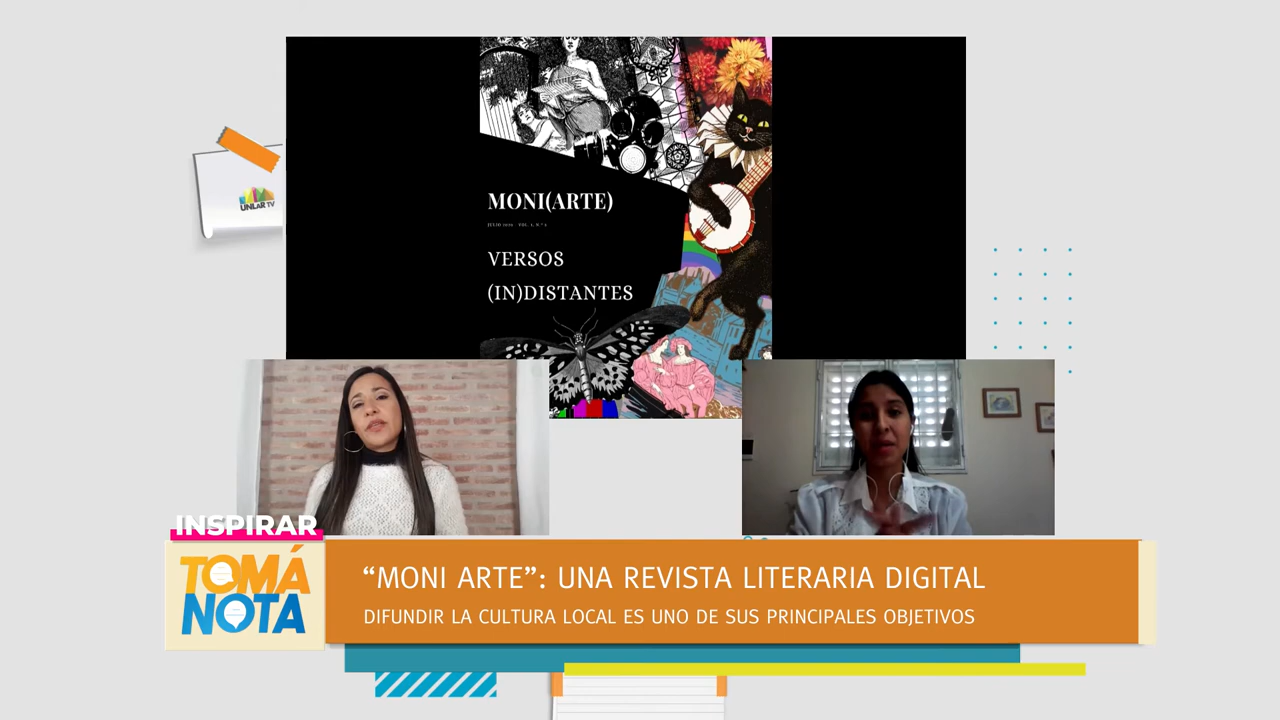 UNLaR TV
MONI(ARTE)
VERSOS
(IN)DISTANTES
INSPIRAR
TOMÁ
NOTA
“MONI ARTE”: UNA REVISTA LITERARIA DIGITAL
DIFUNDIR LA CULTURA LOCAL ES UNO DE SUS PRINCIPALES OBJETIVOS